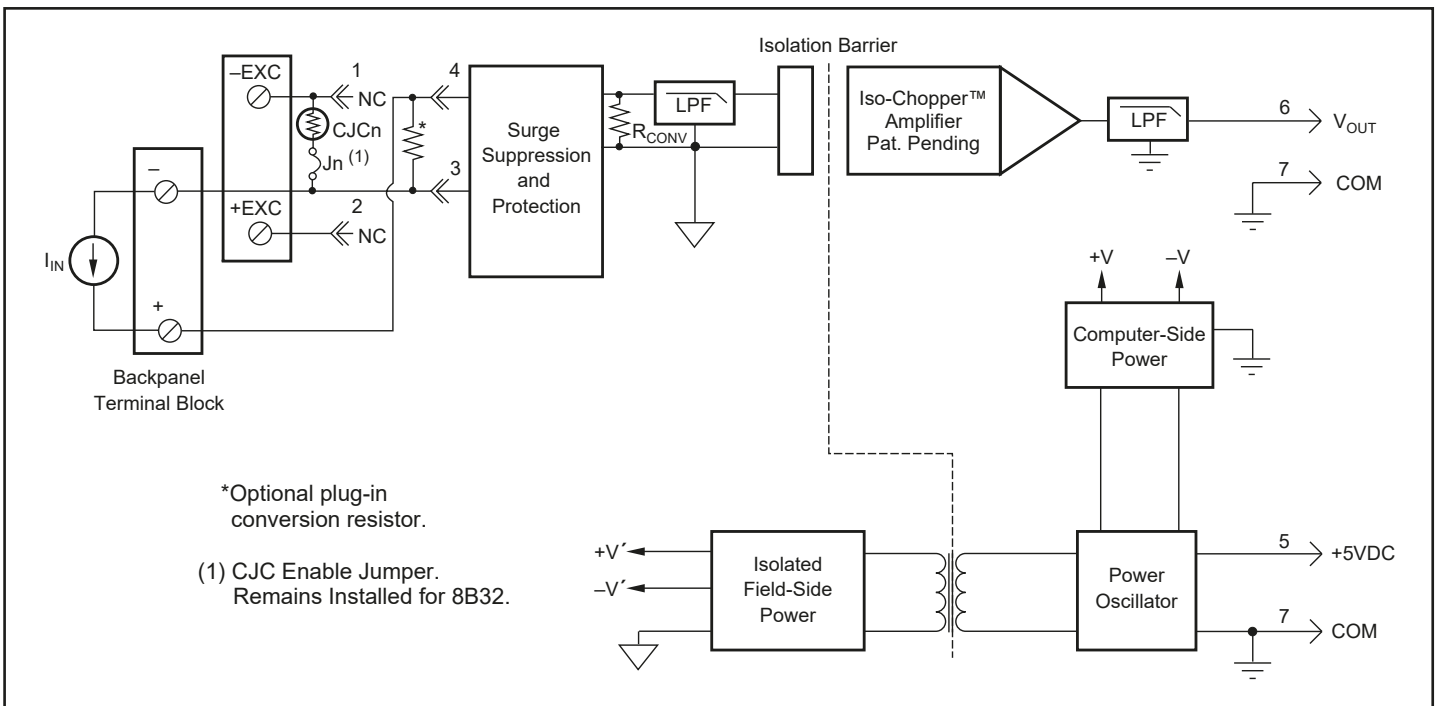 Isolation Barrier
–EXC
1
NC
4
CJCn
*
Jn (1)
3
–
+EXC
2
NC
I_IN
+
Backpanel
Terminal Block
Surge
Suppression
and
Protection
R_CONV
LPF
Iso-Chopper™
Amplifier
Pat. Pending
LPF
6
V_OUT
7
COM
+V
–V
Computer-Side
Power
*Optional plug-in
conversion resistor.
(1) CJC Enable Jumper.
Remains Installed for 8B32.
+V´
–V´
Isolated
Field-Side
Power
Power
Oscillator
5
+5VDC
7
COM